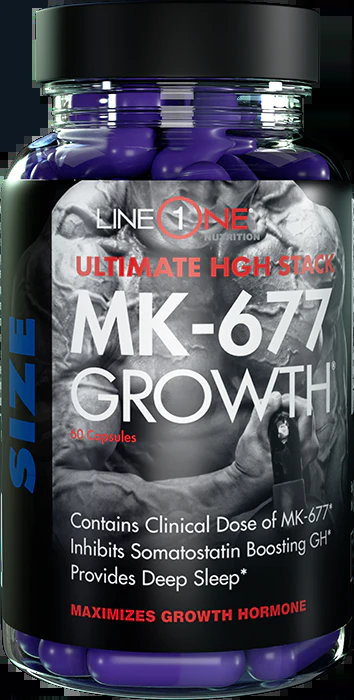 LINE 1 ONE
NUTRITION
ULTIMATE HGH STACK
MK-677
GROWTH®
60 Capsules
SIZE
Contains Clinical Dose of MK-677*
Inhibits Somatostatin Boosting GH*
Provides Deep Sleep*
MAXIMIZES GROWTH HORMONE